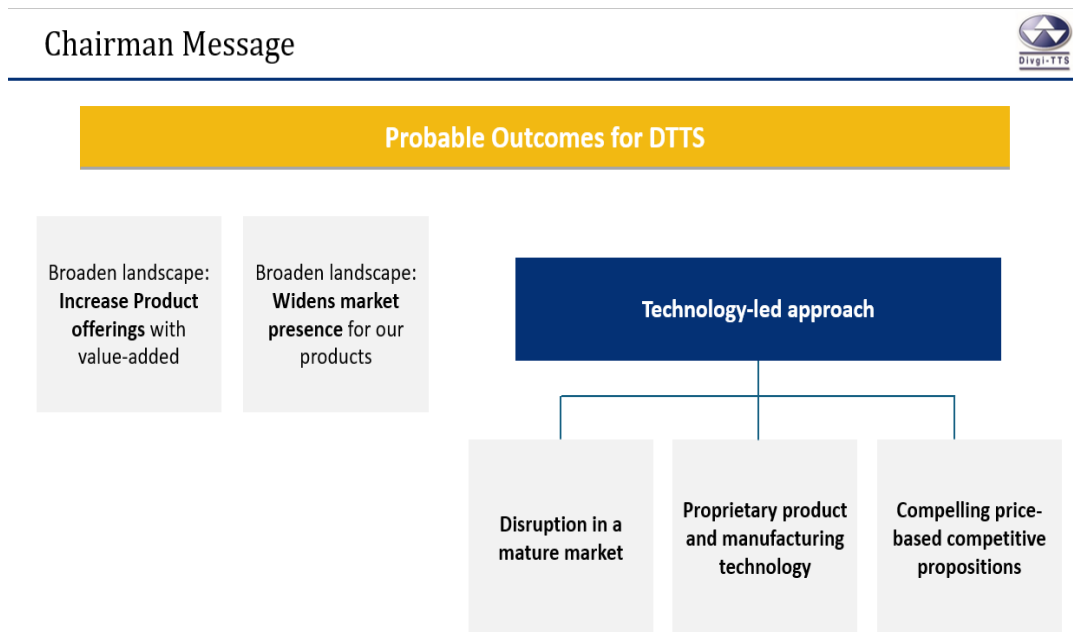 Chairman Message
Divgi-TTS
Probable Outcomes for DTTS
Broaden landscape:
Increase Product
offerings with
value-added
Broaden landscape:
Widens market
presence for our
products
Technology-led approach
Disruption in a
mature market
Proprietary product
and manufacturing
technology
Compelling price-
based competitive
propositions